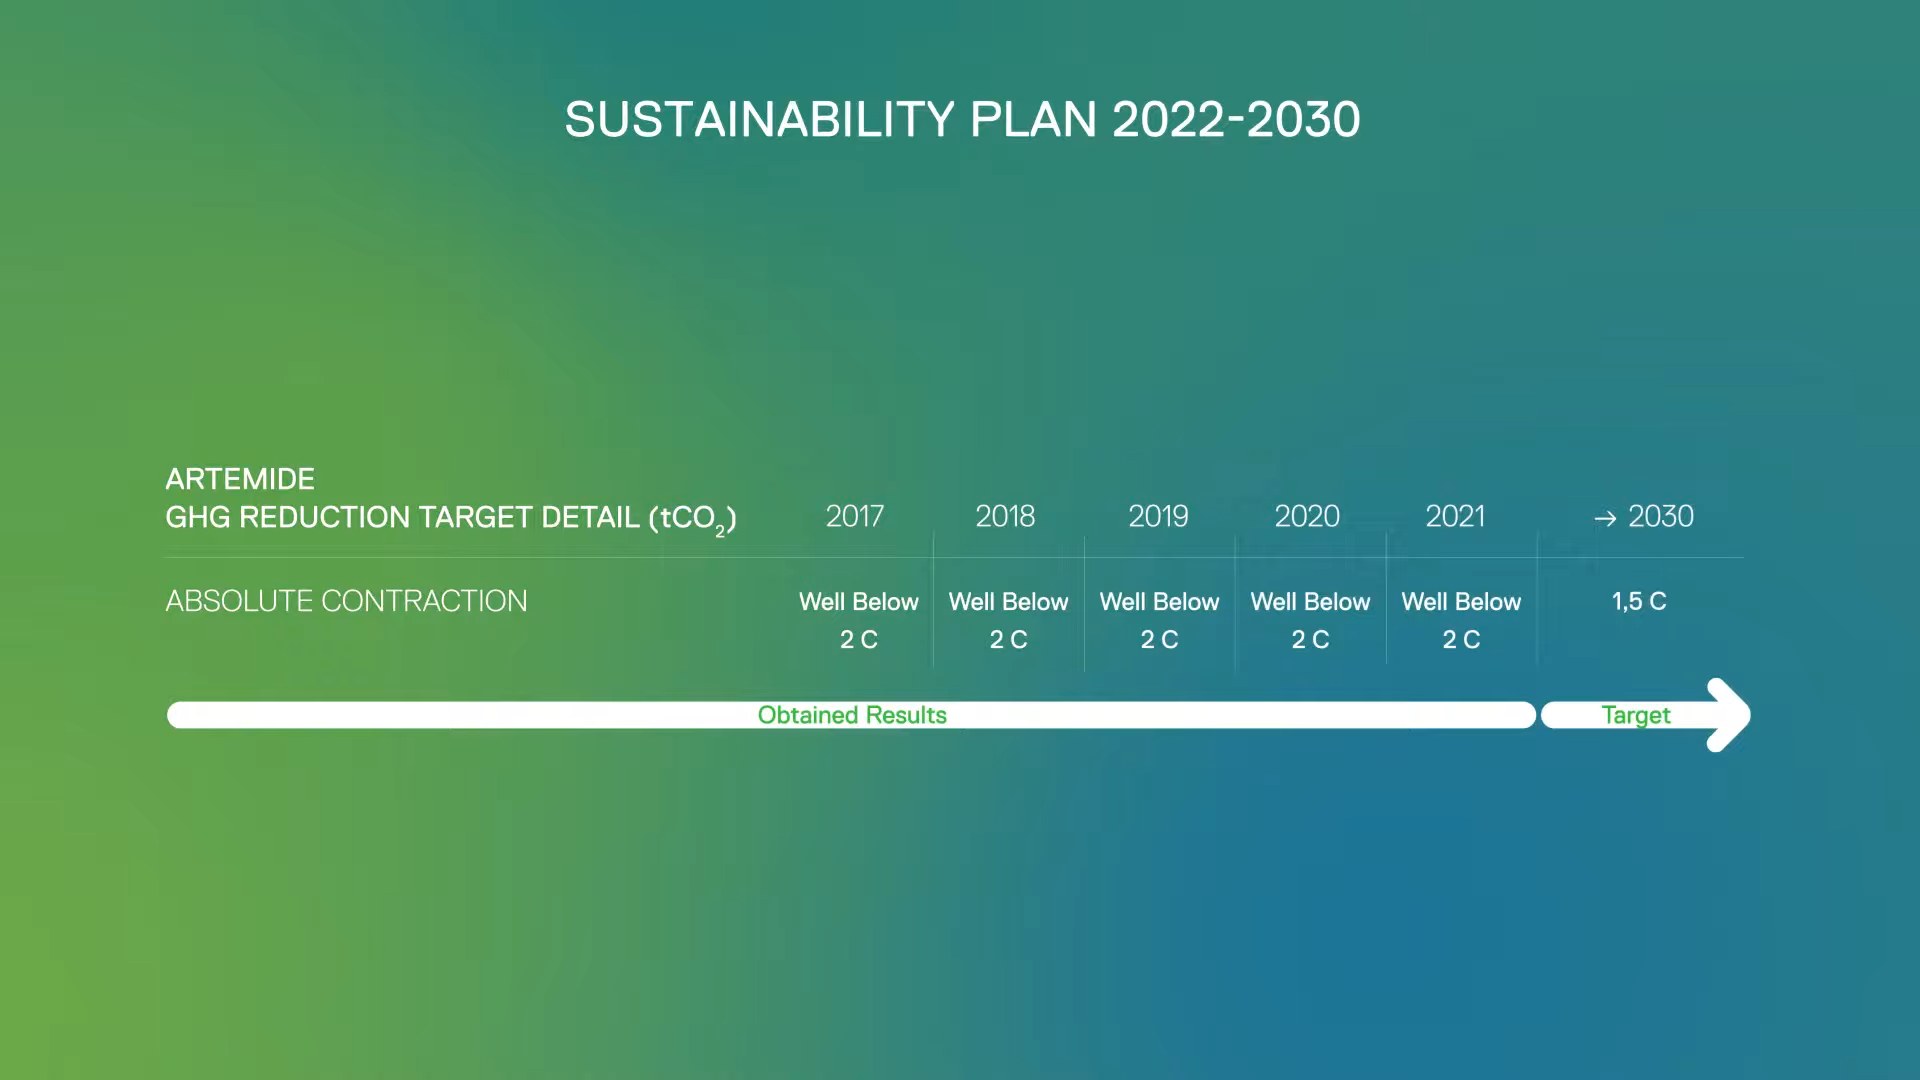 SUSTAINABILITY PLAN 2022-2030
ARTEMIDE
GHG REDUCTION TARGET DETAIL (tCO₂) 2017 2018 2019 2020 2021 → 2030
ABSOLUTE CONTRACTION Well Below Well Below Well Below Well Below Well Below 1,5 C
2 C 2 C 2 C 2 C 2 C
Obtained Results Target